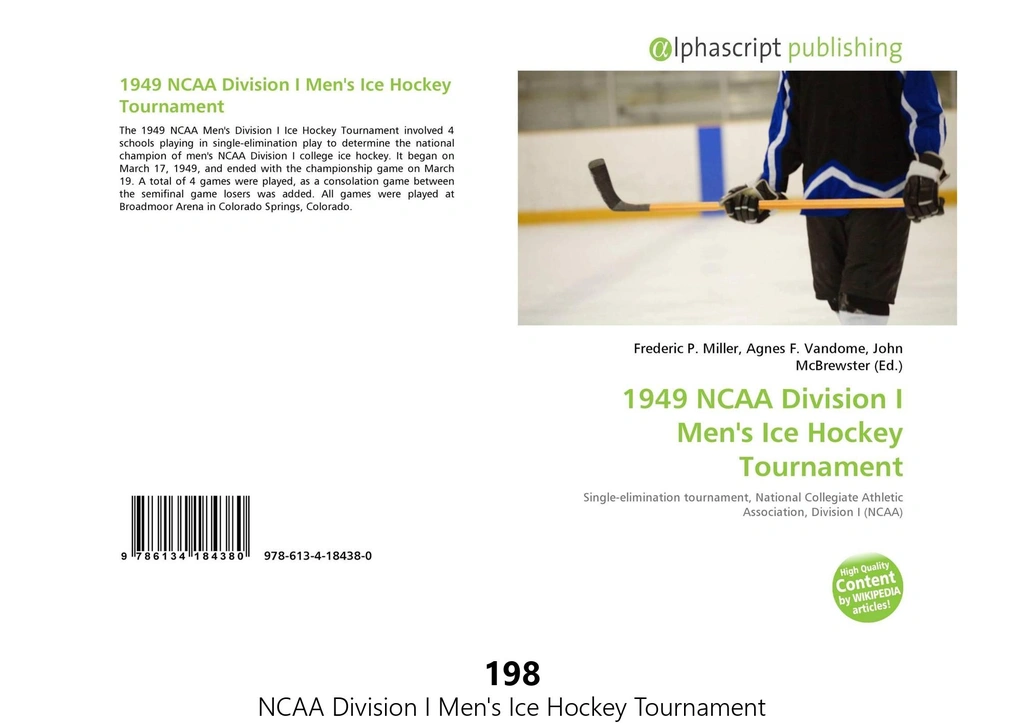 αlphascript publishing
1949 NCAA Division I Men's Ice Hockey
Tournament
The 1949 NCAA Men's Division I Ice Hockey Tournament involved 4
schools playing in single-elimination play to determine the national
champion of men's NCAA Division I college ice hockey. It began on
March 17, 1949, and ended with the championship game on March
19. A total of 4 games were played, as a consolation game between
the semifinal game losers was added. All games were played at
Broadmoor Arena in Colorado Springs, Colorado.
9 786134 184380
978-613-4-18438-0
Frederic P. Miller, Agnes F. Vandome, John
McBrewster (Ed.)
1949 NCAA Division I
Men's Ice Hockey
Tournament
Single-elimination tournament, National Collegiate Athletic
Association, Division I (NCAA)
High Quality
Content
by WIKIPEDIA
articles!
198
NCAA Division I Men's Ice Hockey Tournament